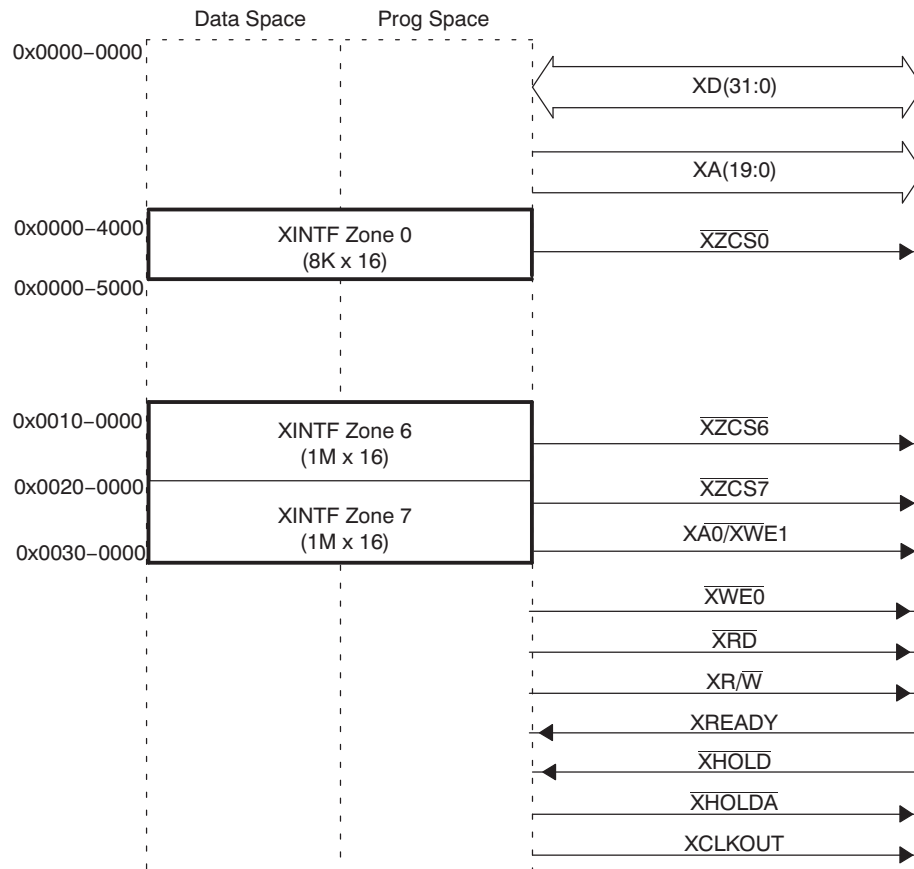 Data Space Prog Space
0x0000–0000
XD(31:0)
XA(19:0)
0x0000–4000
XINTF Zone 0
(8K x 16)
XZCS0
0x0000–5000
0x0010–0000
XINTF Zone 6
(1M x 16)
XZCS6
0x0020–0000
XZCS7
XINTF Zone 7
(1M x 16)
XA0/XWE1
0x0030–0000
XWE0
XRD
XR/W
XREADY
XHOLD
XHOLDA
XCLKOUT